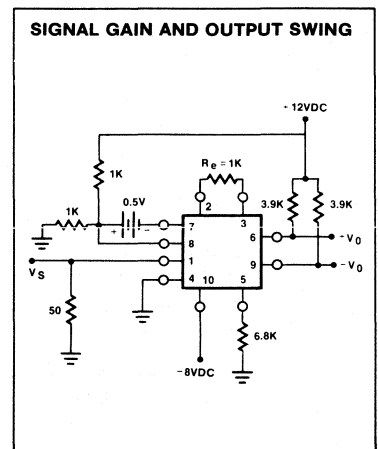 SIGNAL GAIN AND OUTPUT SWING
+12VDC
Re = 1K
1K
0.5V
3.9K
3.9K
1K
+ -
2
3
7
6
+V0
8
1
9
-V0
VS
4
10
5
50
6.8K
-8VDC